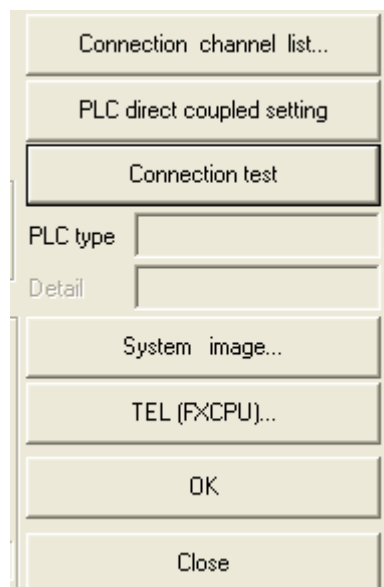 Connection channel list...
PLC direct coupled setting
Connection test
PLC type
Detail
System image...
TEL (FXCPU)...
OK
Close